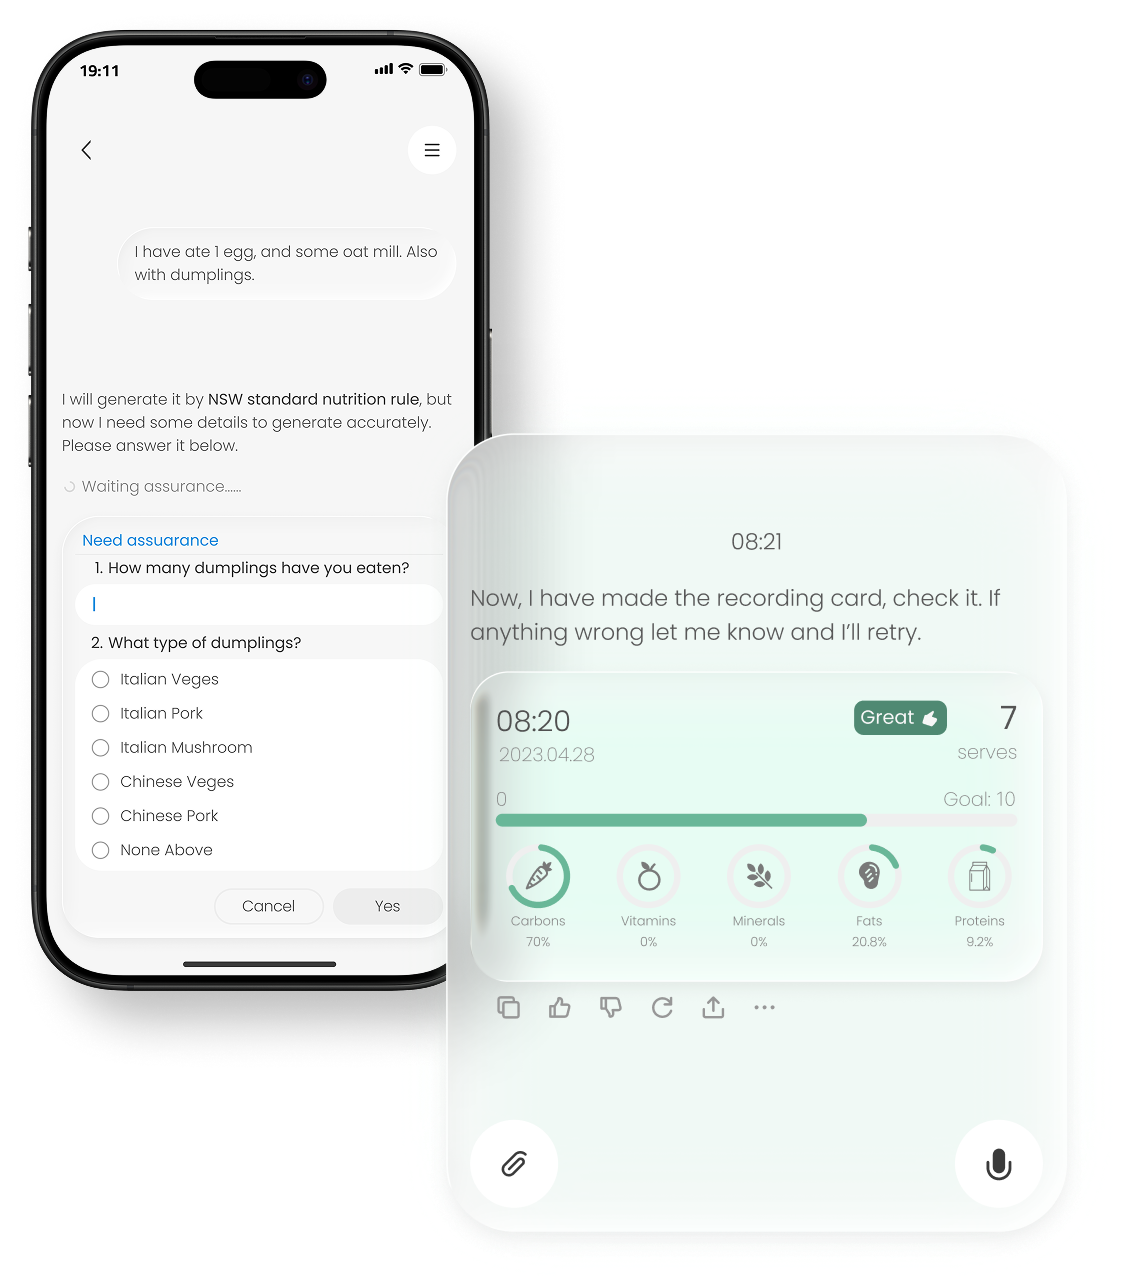 19:11
I have ate 1 egg, and some oat mill. Also
with dumplings.
I will generate it by NSW standard nutrition rule, but
now I need some details to generate accurately.
Please answer it below.
Waiting assurance......
Need assuarance
1. How many dumplings have you eaten?
2. What type of dumplings?
Italian Veges
Italian Pork
Italian Mushroom
Chinese Veges
Chinese Pork
None Above
Cancel
Yes
08:21
Now, I have made the recording card, check it. If
anything wrong let me know and I’ll retry.
08:20
Great
7
2023.04.28
serves
0
Goal: 10
Carbons
Vitamins
Minerals
Fats
Proteins
70%
0%
0%
20.8%
9.2%